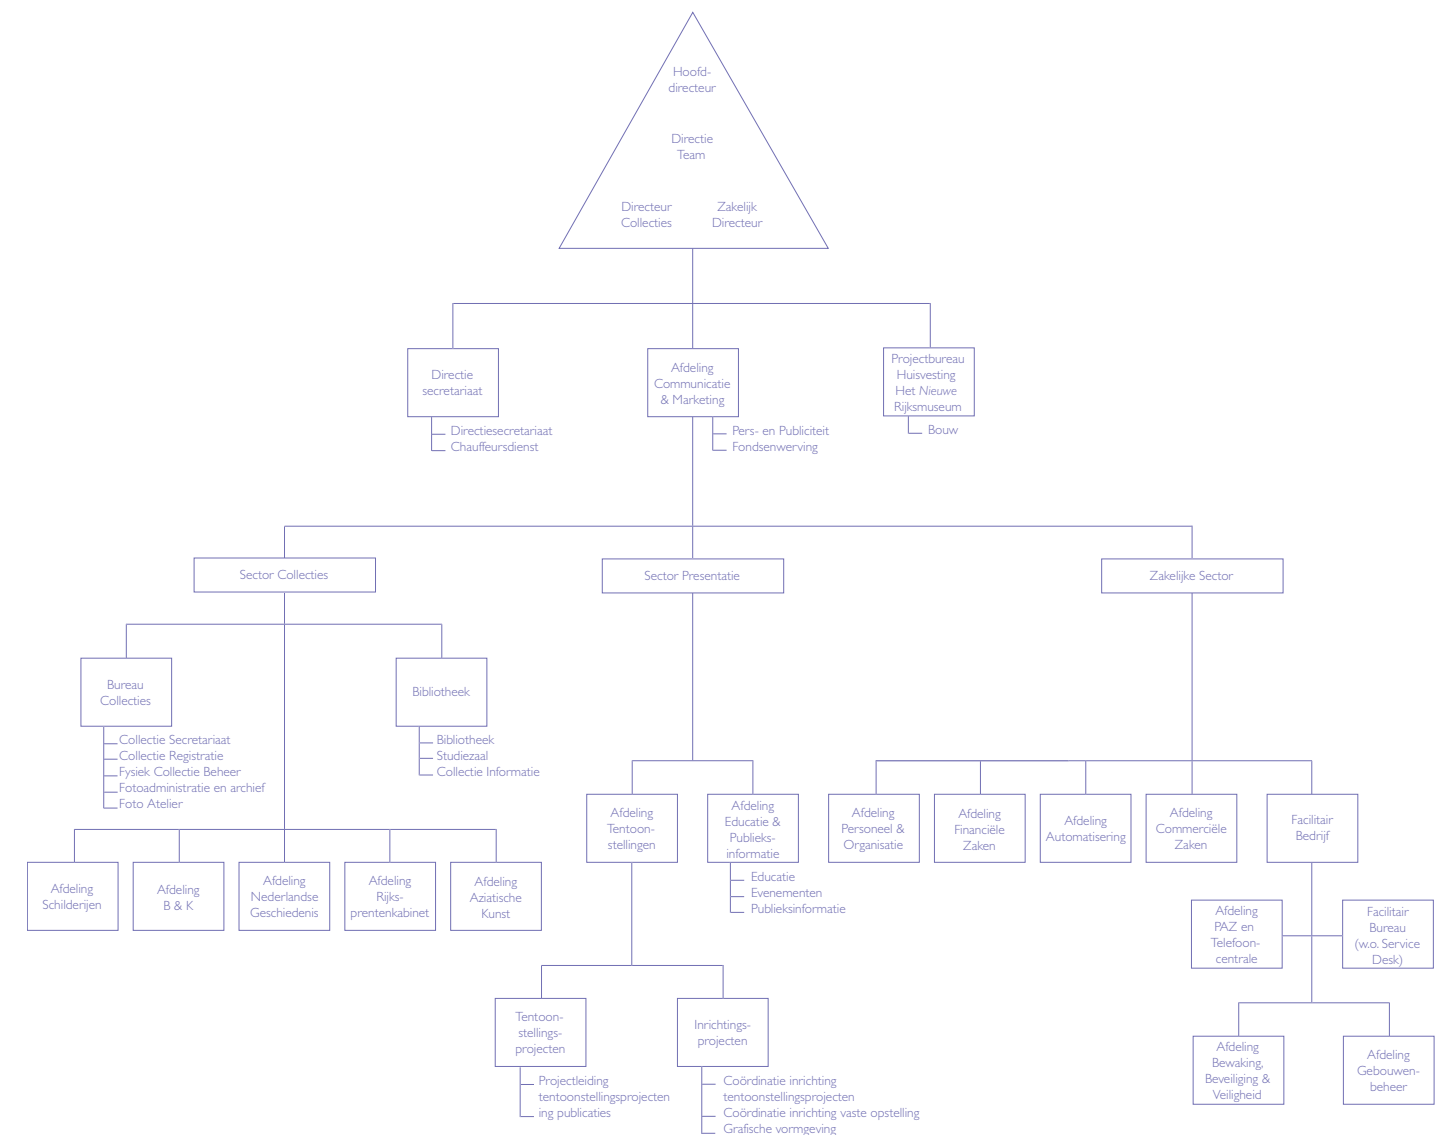 Hoofd-
directeur
Directie
Team
Directeur
Collecties
Zakelijk
Directeur
Directie
secretariaat
Directiesecretariaat
Chauffeursdienst
Afdeling
Communicatie
& Marketing
Pers- en Publiciteit
Fondsenwerving
Projectbureau
Huisvesting
Het Nieuwe
Rijksmuseum
Bouw
Sector Collecties
Sector Presentatie
Zakelijke Sector
Bureau
Collecties
Collectie Secretariaat
Collectie Registratie
Fysiek Collectie Beheer
Fotoadministratie en archief
Foto Atelier
Bibliotheek
Bibliotheek
Studiezaal
Collectie Informatie
Afdeling
Schilderijen
Afdeling
B & K
Afdeling
Nederlandse
Geschiedenis
Afdeling
Rijks-
prentenkabinet
Afdeling
Aziatische
Kunst
Afdeling
Tentoon-
stellingen
Afdeling
Educatie &
Publieks-
informatie
Educatie
Evenementen
Publieksinformatie
Tentoon-
stellings-
projecten
Projectleiding
tentoonstellingsprojecten
ing publicaties
Inrichtings-
projecten
Coördinatie inrichting
tentoonstellingsprojecten
Coördinatie inrichting vaste opstelling
Grafische vormgeving
Afdeling
Personeel &
Organisatie
Afdeling
Financiële
Zaken
Afdeling
Automatisering
Afdeling
Commerciële
Zaken
Facilitair
Bedrijf
Afdeling
PAZ en
Telefoon-
centrale
Facilitair
Bureau
(w.o. Service
Desk)
Afdeling
Bewaking,
Beveiliging &
Veiligheid
Afdeling
Gebouwen-
beheer